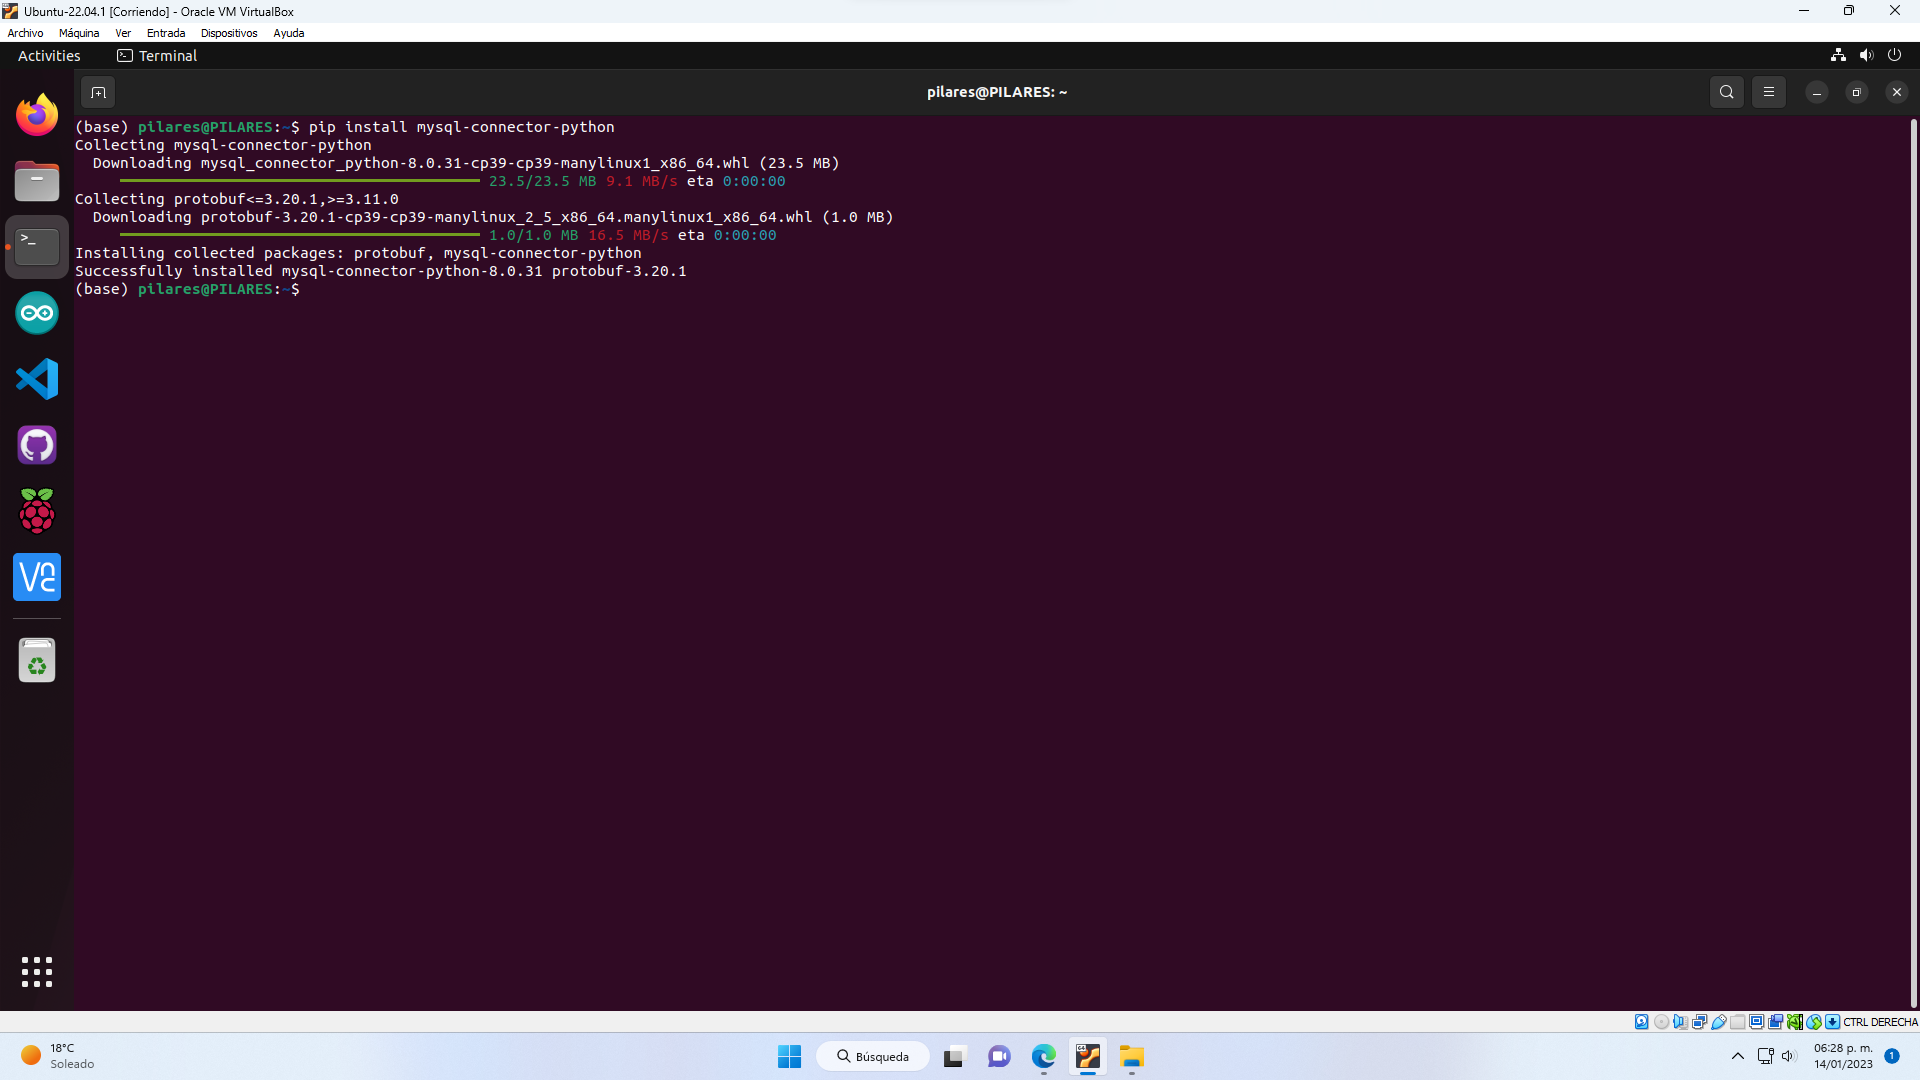 Ubuntu-22.04.1 [Corriendo] - Oracle VM VirtualBox
Archivo Máquina Ver Entrada Dispositivos Ayuda
Activities Terminal
pilares@PILARES: ~
(base) pilares@PILARES:~$ pip install mysql-connector-python
Collecting mysql-connector-python
Downloading mysql_connector_python-8.0.31-cp39-cp39-manylinux1_x86_64.whl (23.5 MB)
23.5/23.5 MB 9.1 MB/s eta 0:00:00
Collecting protobuf<=3.20.1,>=3.11.0
Downloading protobuf-3.20.1-cp39-cp39-manylinux_2_5_x86_64.manylinux1_x86_64.whl (1.0 MB)
1.0/1.0 MB 16.5 MB/s eta 0:00:00
Installing collected packages: protobuf, mysql-connector-python
Successfully installed mysql-connector-python-8.0.31 protobuf-3.20.1
(base) pilares@PILARES:~$
CTRL DERECHA
18°C
Soleado
Búsqueda
06:28 p. m.
14/01/2023
1